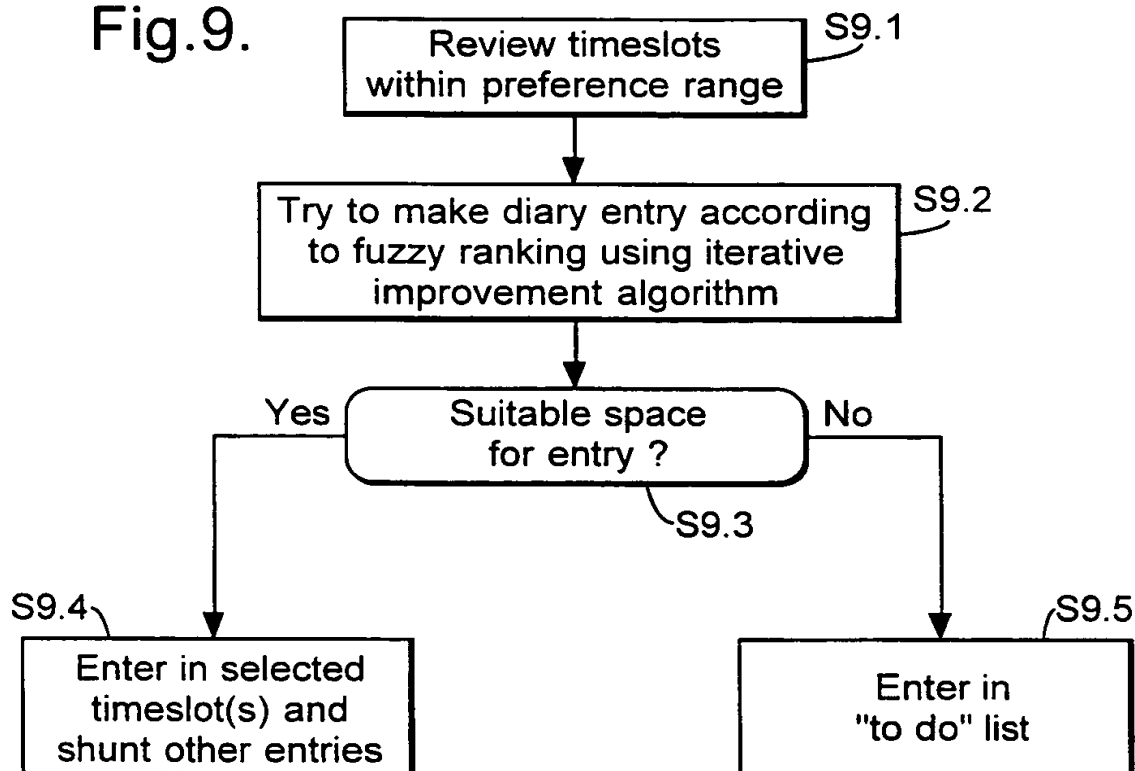 Fig.9.
Review timeslots
within preference range
S9.1
Try to make diary entry according
to fuzzy ranking using iterative
improvement algorithm
S9.2
Yes
Suitable space
for entry ?
No
S9.3
S9.4
Enter in selected
timeslot(s) and
shunt other entries
S9.5
Enter in
"to do" list